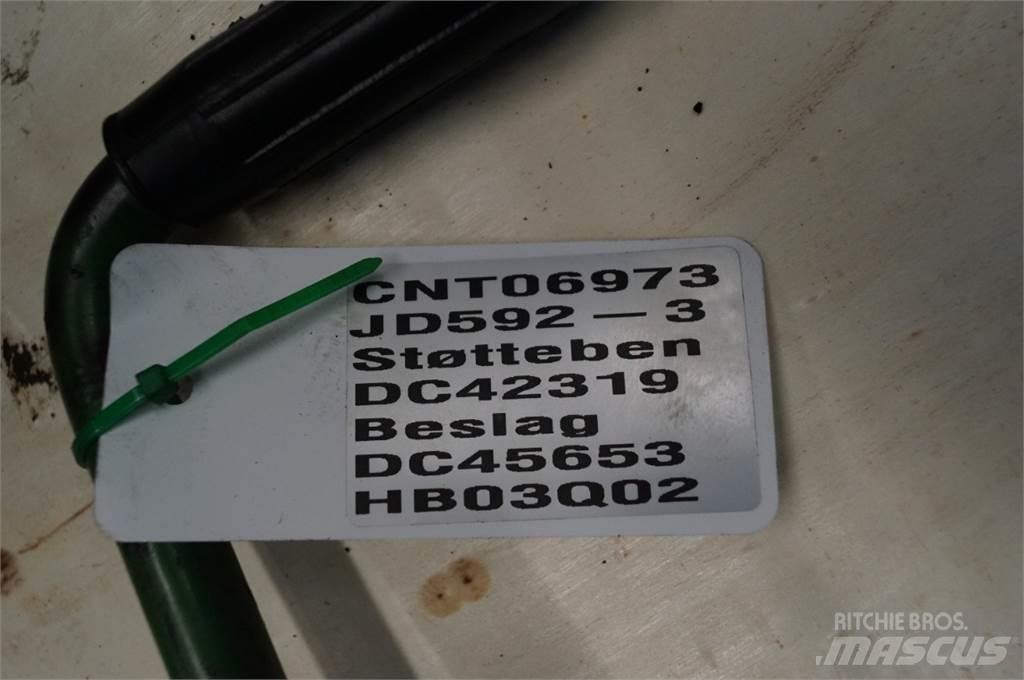 CNT06973
JD592 — 3
Støtteben
DC42319
Beslag
DC45653
HB03Q02
RITCHIE BROS.
MASCUS